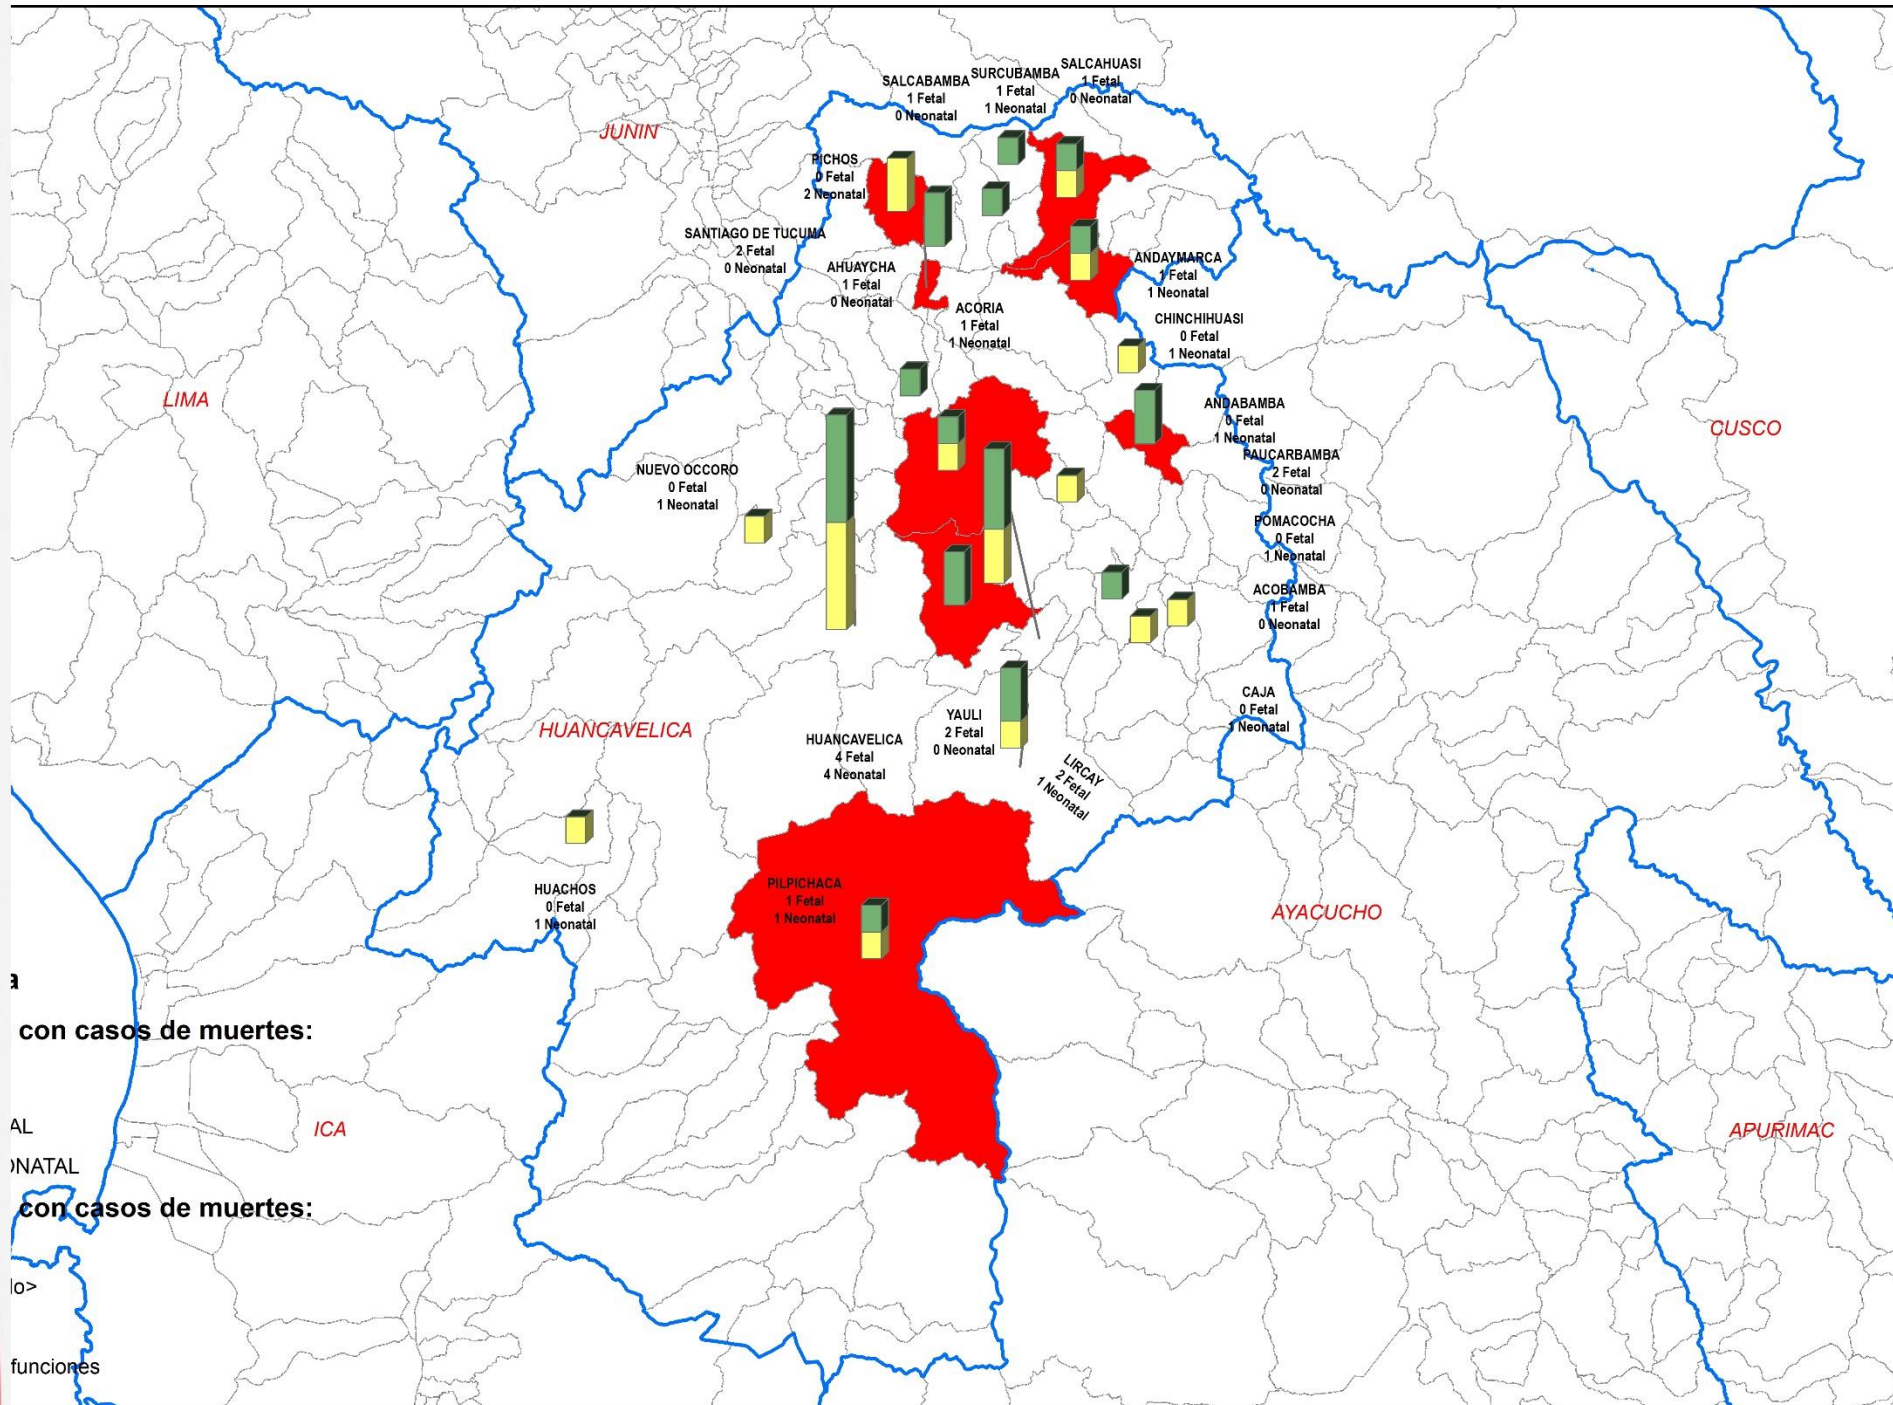 SALCABAMBA
1 Fetal
0 Neonatal
SURCUBAMBA
1 Fetal
1 Neonatal
SALCAHUASI
1 Fetal
0 Neonatal
JUNIN
PICHOS
0 Fetal
2 Neonatal
SANTIAGO DE TUCUMA
2 Fetal
0 Neonatal
AHUAYCHA
1 Fetal
0 Neonatal
ANDAYMARCA
1 Fetal
1 Neonatal
ACORIA
1 Fetal
1 Neonatal
CHINCHIHUASI
0 Fetal
1 Neonatal
LIMA
ANDABAMBA
0 Fetal
1 Neonatal
CUSCO
PAUCARBAMBA
2 Fetal
0 Neonatal
NUEVO OCCORO
0 Fetal
1 Neonatal
POMACOCHA
0 Fetal
1 Neonatal
ACOBAMBA
1 Fetal
0 Neonatal
CAJA
0 Fetal
1 Neonatal
HUANCAVELICA
HUANCAVELICA
4 Fetal
4 Neonatal
YAULI
2 Fetal
0 Neonatal
LIRCAY
2 Fetal
1 Neonatal
HUACHOS
0 Fetal
1 Neonatal
PILPICHACA
1 Fetal
1 Neonatal
AYACUCHO
a
con casos de muertes:
ICA
APURIMAC
AL
ONATAL
con casos de muertes:
lo>
funciones